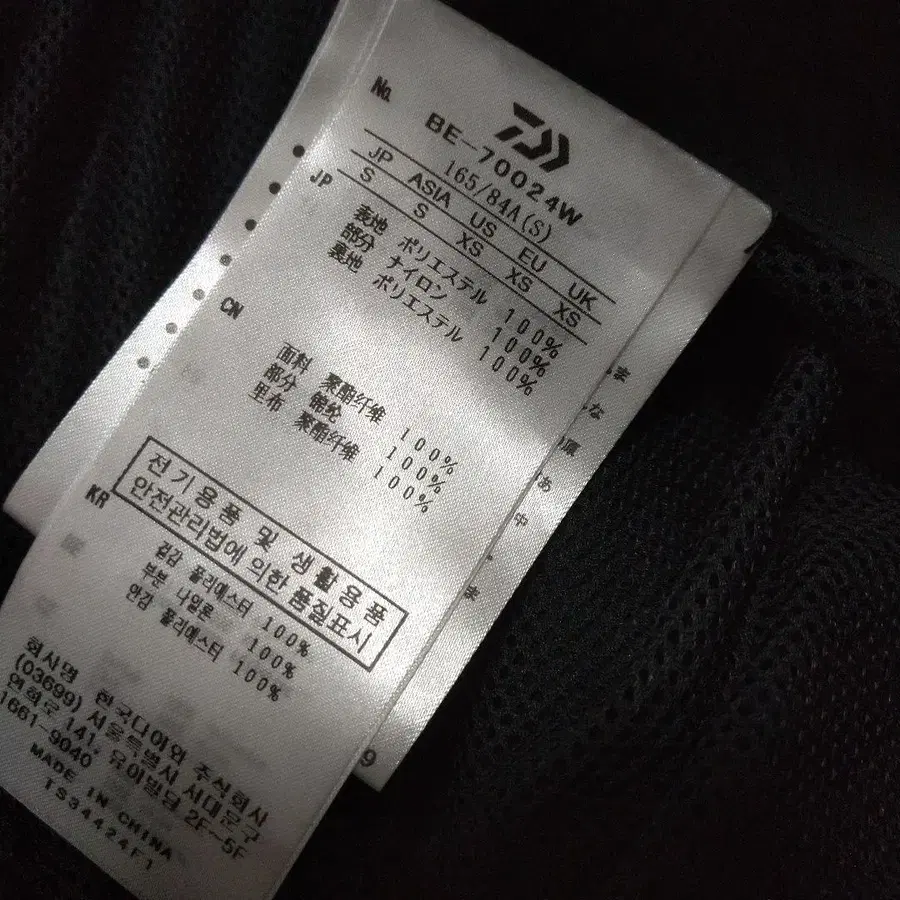 No. BE-70024W
165/84A(S)
JP ASIA US EU UK
S S XS XS XS
JP
表地 ポリエステル 100%
部分 ナイロン 100%
裏地 ポリエステル 100%
CN
面料 聚酯纤维 100%
部分 锦纶 100%
里布 聚酯纤维 100%
KR
전기용품 및 생활용품
안전관리법에 의한 품질표시
겉감 폴리에스터 100%
부분 나일론 100%
안감 폴리에스터 100%
회사명 한국다이와 주식회사
(03699) 서울특별시 서대문구
연희로 141, 유아빌딩 2F~5F
1661-9040
MADE IN CHINA
TS34424F1
ま
な
あ
中
ま
9